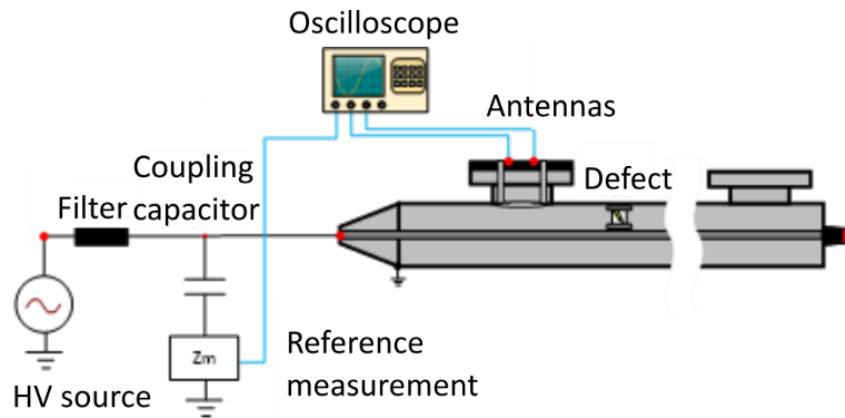 Oscilloscope
Antennas
Coupling
Defect
Filter capacitor
Zm
Reference
measurement
HV source